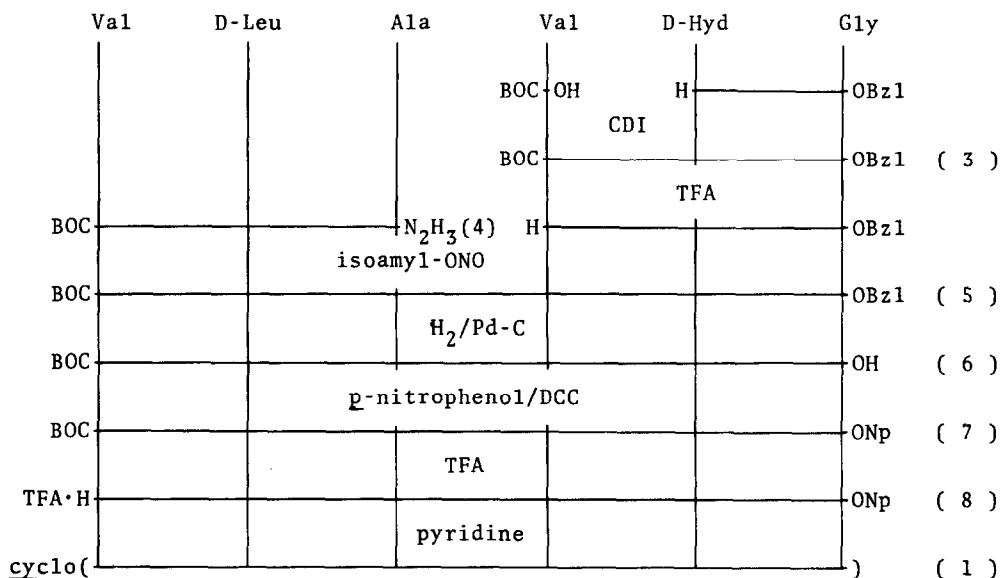 Val D-Leu Ala Val D-Hyd Gly
BOC OH H OBzl
CDI
BOC OBzl ( 3 )
TFA
BOC N2H3(4) H OBzl
isoamyl-ONO
BOC OBzl ( 5 )
H2/Pd-C
BOC OH ( 6 )
p-nitrophenol/DCC
BOC ONp ( 7 )
TFA
TFA·H ONp ( 8 )
pyridine
cyclo( ) ( 1 )